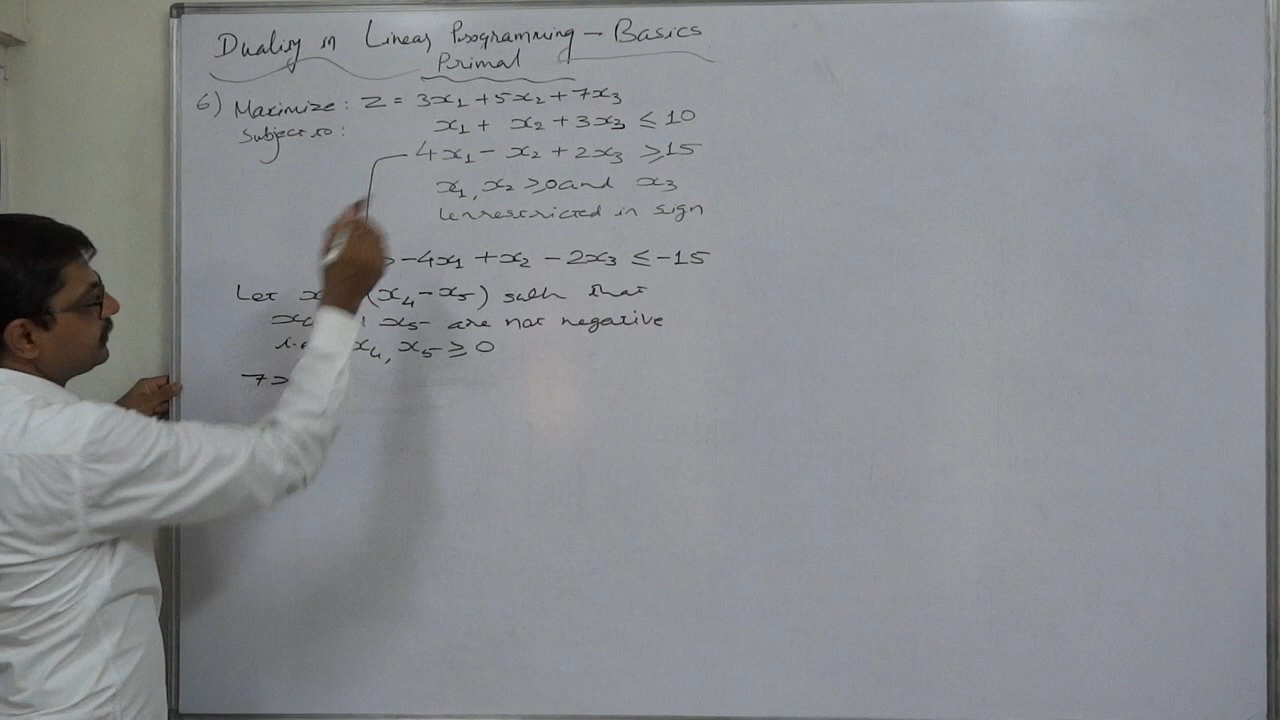 Duality in Linear Programming - Basics
Primal
6) Maximize: Z = 3x₁ + 5x₂ + 7x₃
Subject to: x₁ + x₂ + 3x₃ ≤ 10
4x₁ - x₂ + 2x₃ ≥ 15
x₁, x₂ ≥ 0 and x₃
Unrestricted in sign
-4x₁ + x₂ - 2x₃ ≤ -15
Let (x₄ - x₅) such that
x₅ are not negative
x₄, x₅ ≥ 0
7